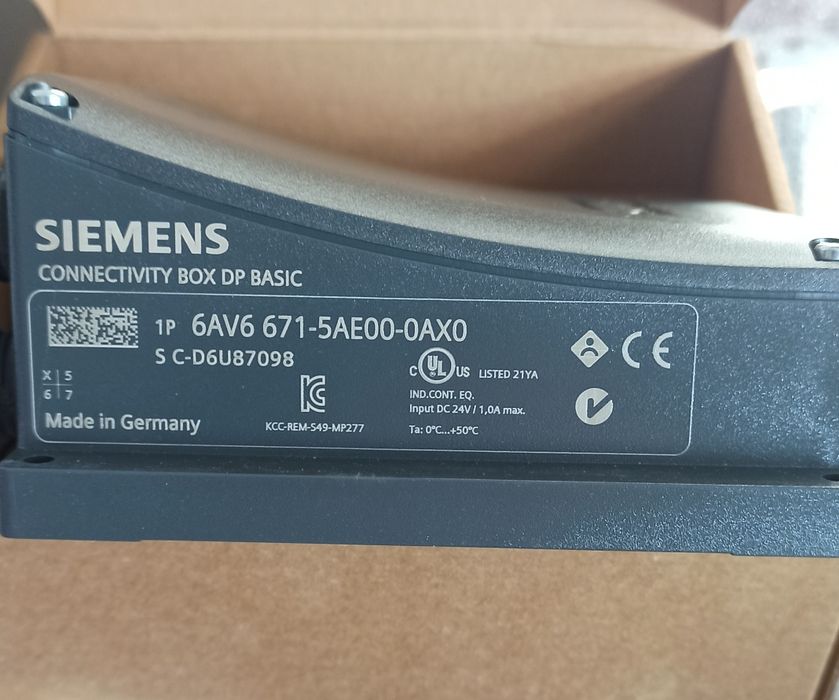 SIEMENS
CONNECTIVITY BOX DP BASIC
1P 6AV6 671-5AE00-0AX0
S C-D6U87098
X 5
6 7
Made in Germany
KCC-REM-S49-MP277
C UL US LISTED 21YA
IND.CONT. EQ.
Input DC 24V / 1,0A max.
Ta: 0°C...+50°C
CE